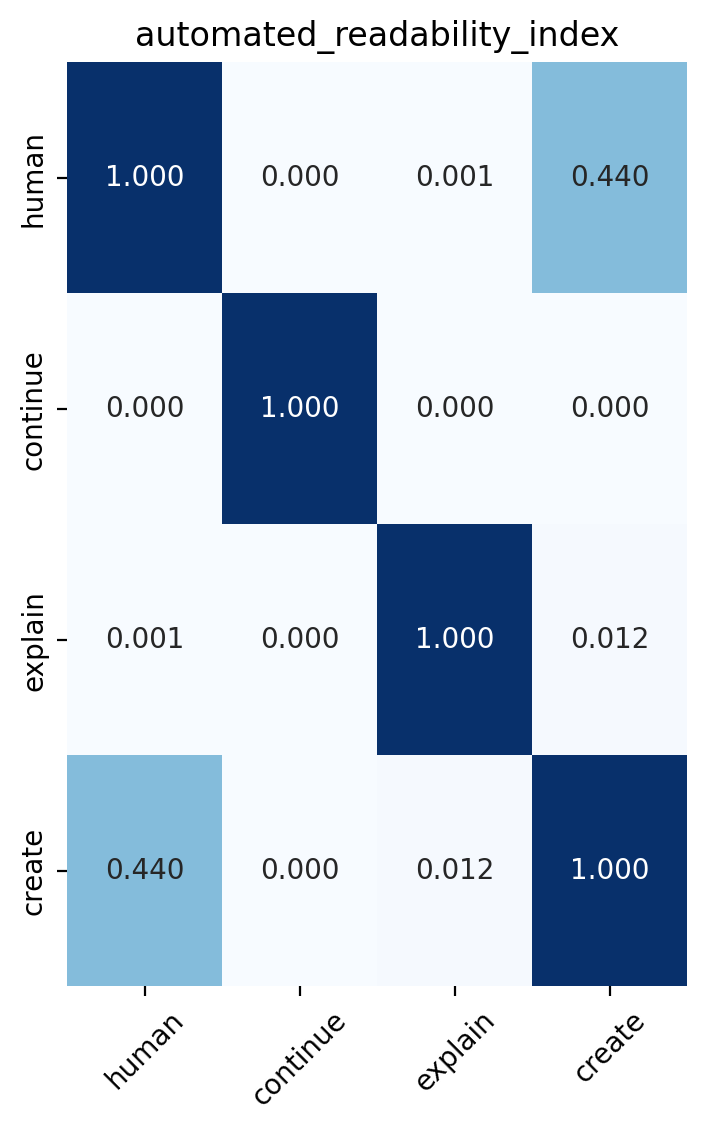 automated_readability_index
human 1.000 0.000 0.001 0.440
continue 0.000 1.000 0.000 0.000
explain 0.001 0.000 1.000 0.012
create 0.440 0.000 0.012 1.000
human continue explain create